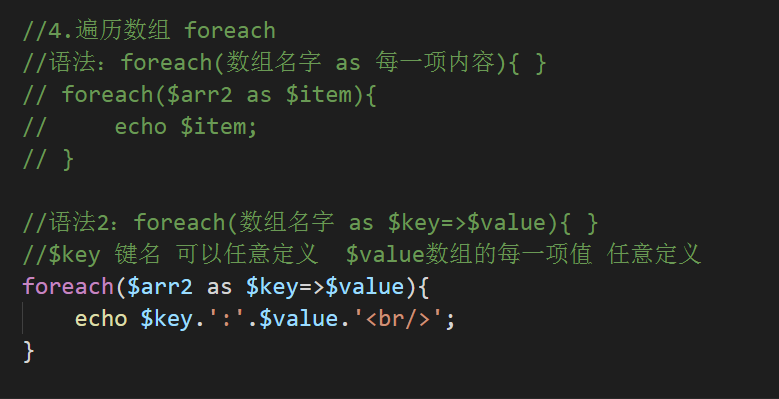 //4.遍历数组 foreach
//语法：foreach(数组名字 as 每一项内容){ }
// foreach($arr2 as $item){
//     echo $item;
// }
//语法2：foreach(数组名字 as $key=>$value){ }
//$key 键名 可以任意定义  $value数组的每一项值 任意定义
foreach($arr2 as $key=>$value){
    echo $key.':'.$value.'<br/>';
}